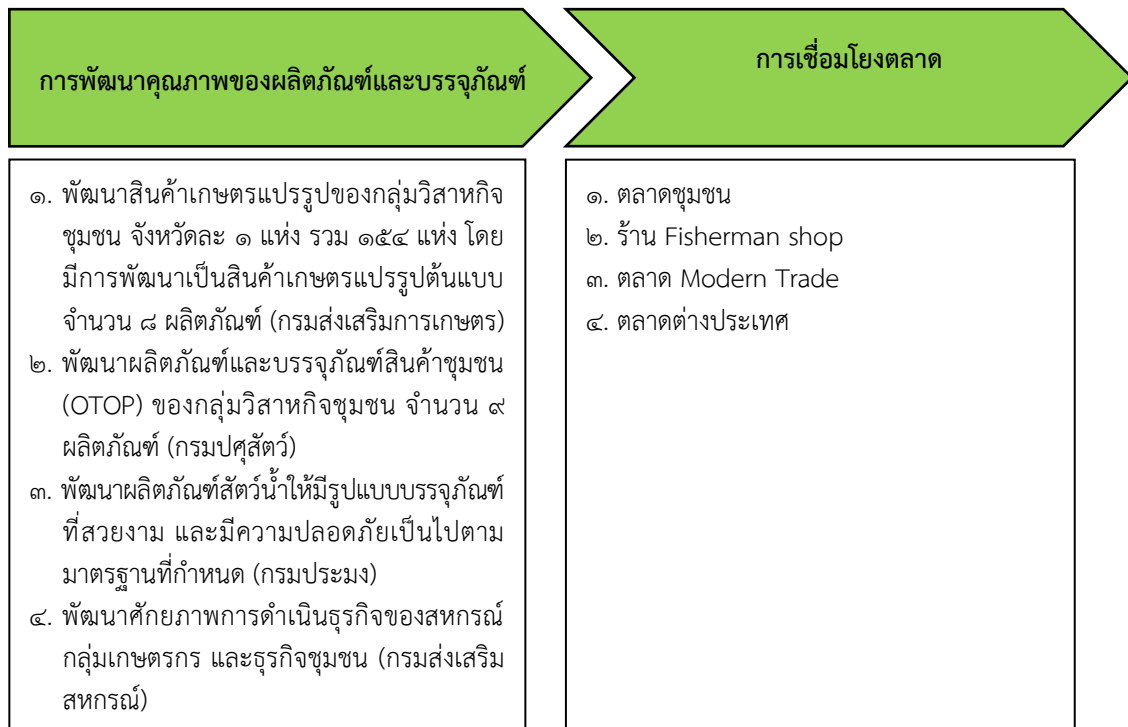 การพัฒนาคุณภาพของผลิตภัณฑ์และบรรจุภัณฑ์
๑. พัฒนาสินค้าเกษตรแปรรูปของกลุ่มวิสาหกิจ
ชุมชน จังหวัดละ ๑ แห่ง รวม ๑๕๔ แห่ง โดย
มีการพัฒนาเป็นสินค้าเกษตรแปรรูปต้นแบบ
จำนวน ๘ ผลิตภัณฑ์ (กรมส่งเสริมการเกษตร)
๒. พัฒนาผลิตภัณฑ์และบรรจุภัณฑ์สินค้าชุมชน
(OTOP) ของกลุ่มวิสาหกิจชุมชน จำนวน ๙
ผลิตภัณฑ์ (กรมปศุสัตว์)
๓. พัฒนาผลิตภัณฑ์สัตว์น้ำให้มีรูปแบบบรรจุภัณฑ์
ที่สวยงาม และมีความปลอดภัยเป็นไปตาม
มาตรฐานที่กำหนด (กรมประมง)
๔. พัฒนาศักยภาพการดำเนินธุรกิจของสหกรณ์
กลุ่มเกษตรกร และธุรกิจชุมชน (กรมส่งเสริม
สหกรณ์)
การเชื่อมโยงตลาด
๑. ตลาดชุมชน
๒. ร้าน Fisherman shop
๓. ตลาด Modern Trade
๔. ตลาดต่างประเทศ